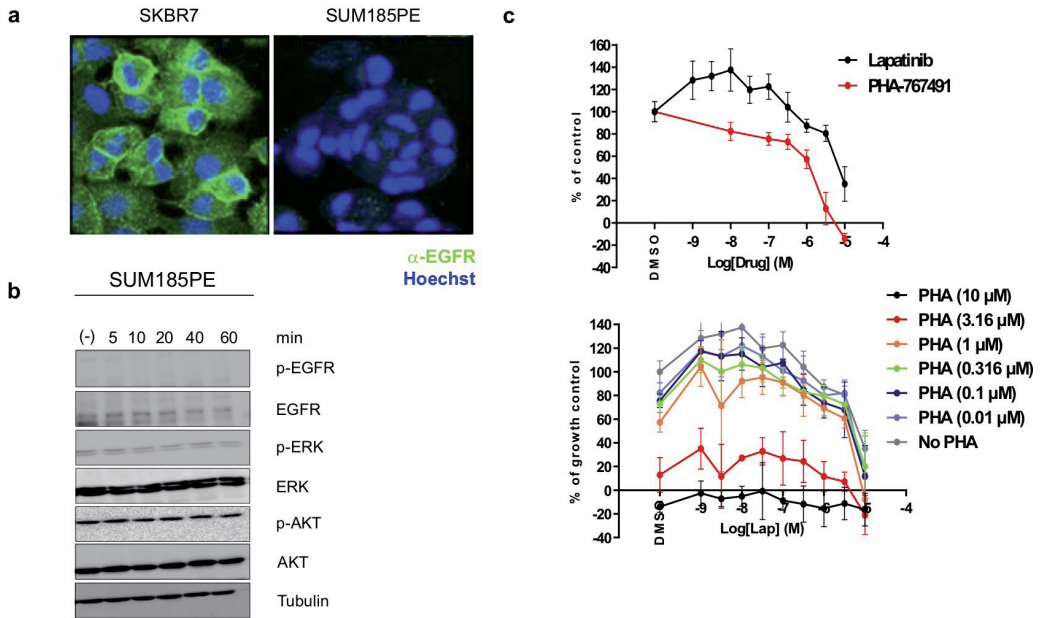 a
SKBR7
SUM185PE
α-EGFR
Hoechst
b
SUM185PE
(-) 5 10 20 40 60 min
p-EGFR
EGFR
p-ERK
ERK
p-AKT
AKT
Tubulin
c
160
140
120
100
80
60
40
20
0
-20
-40
% of control
DMSO
-9 -8 -7 -6 -5 -4
Log[Drug] (M)
Lapatinib
PHA-767491
140
120
100
80
60
40
20
0
-20
-40
% of growth control
DMSO
-9 -8 -7 -6 -5 -4
Log[Lap] (M)
PHA (10 µM)
PHA (3.16 µM)
PHA (1 µM)
PHA (0.316 µM)
PHA (0.1 µM)
PHA (0.01 µM)
No PHA